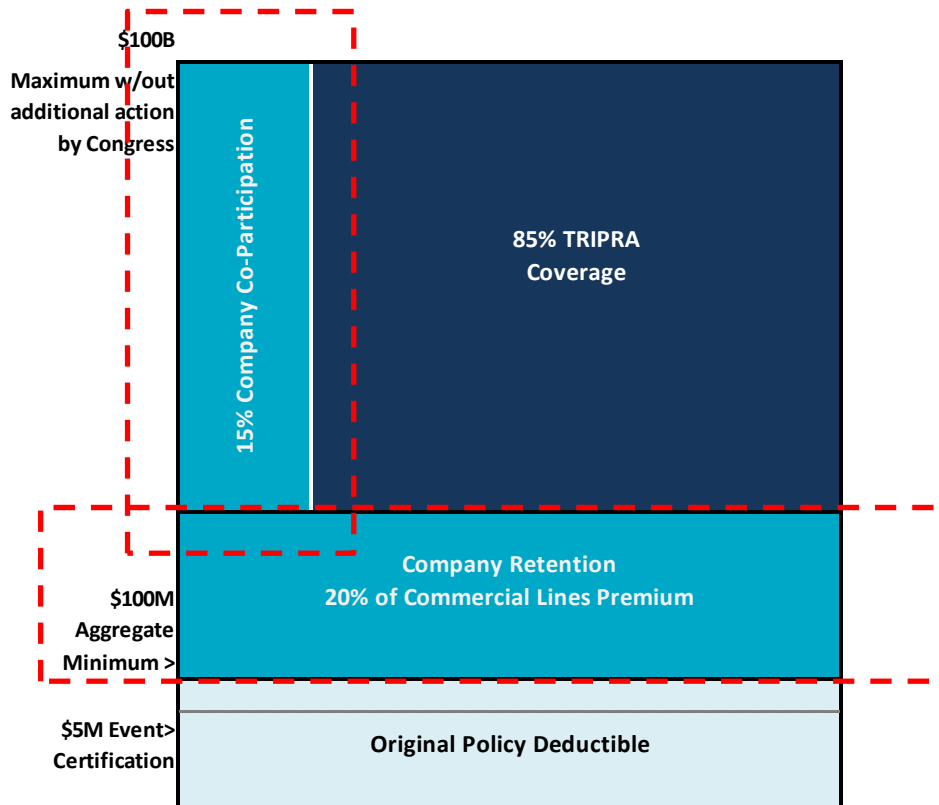 $100B
Maximum w/out
additional action
by Congress
15% Company Co-Participation
85% TRIPRA
Coverage
Company Retention
20% of Commercial Lines Premium
$100M
Aggregate
Minimum >
$5M Event>
Certification
Original Policy Deductible